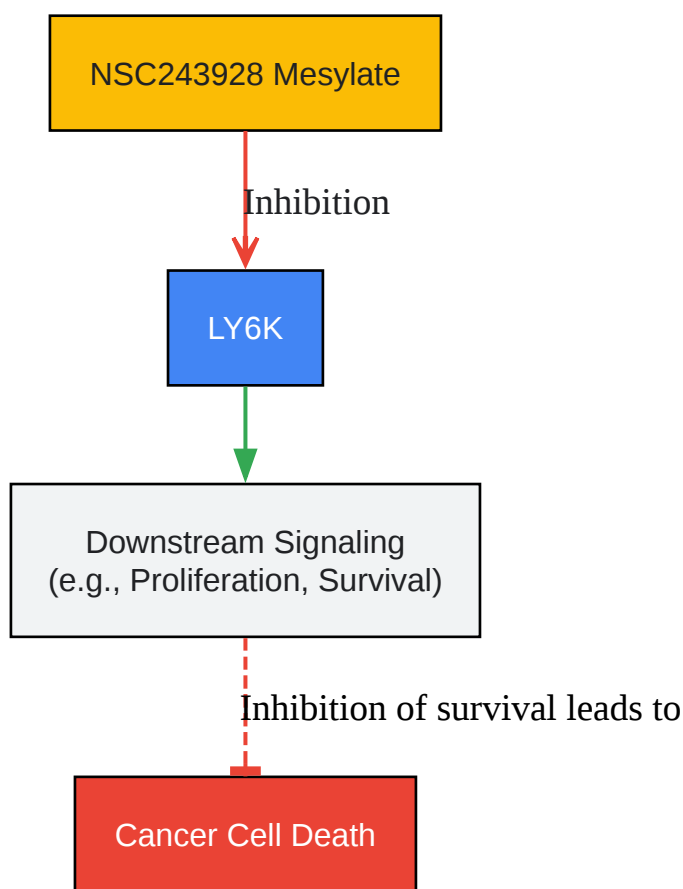 NSC243928 Mesylate
Inhibition
LY6K
Downstream Signaling
(e.g., Proliferation, Survival)
Inhibition of survival leads to
Cancer Cell Death